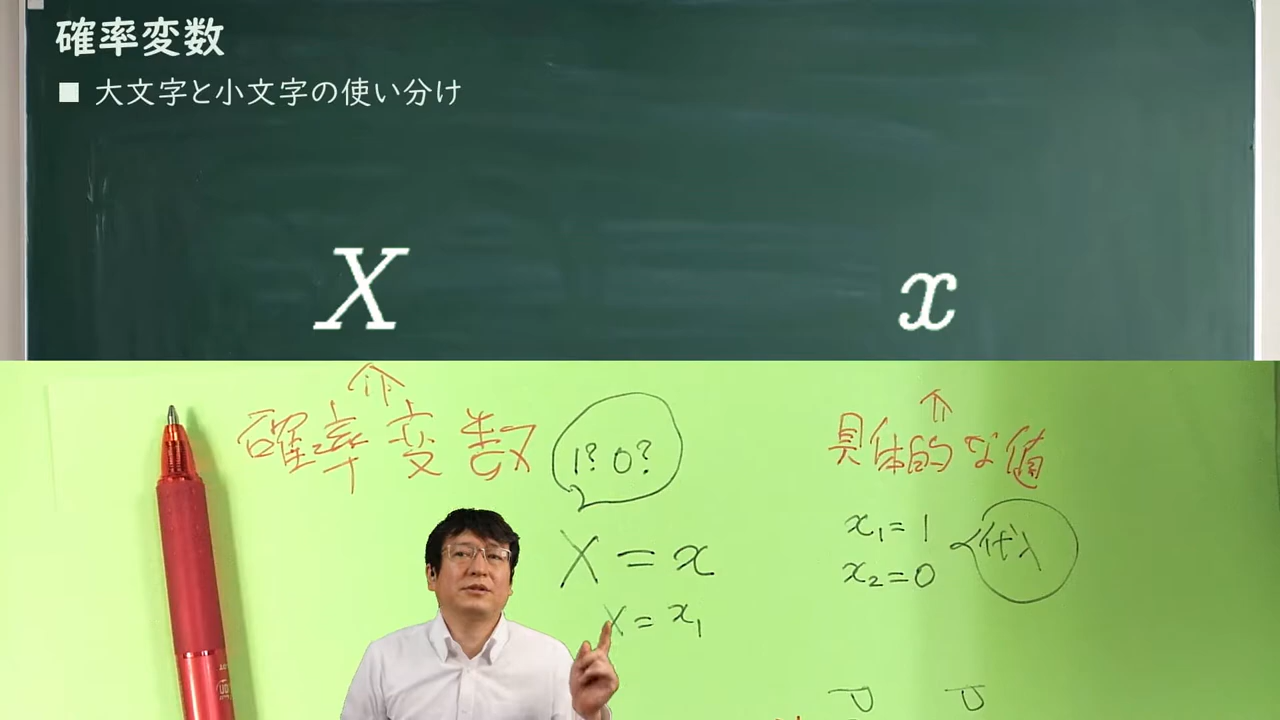 確率変数
■ 大文字と小文字の使い分け
X
x
確率変数
1? 0?
具体的な値
X = x
x₁ = 1
x₂ = 0
代入
X = x₁
P P